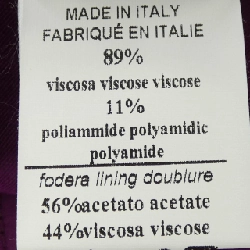 MADE IN ITALY
FABRIQUÉ EN ITALIE
89%
viscosa viscose viscose
11%
poliammide polyamidic
polyamide
fodera lining doublure
56%acetato acetate
44%viscosa viscose